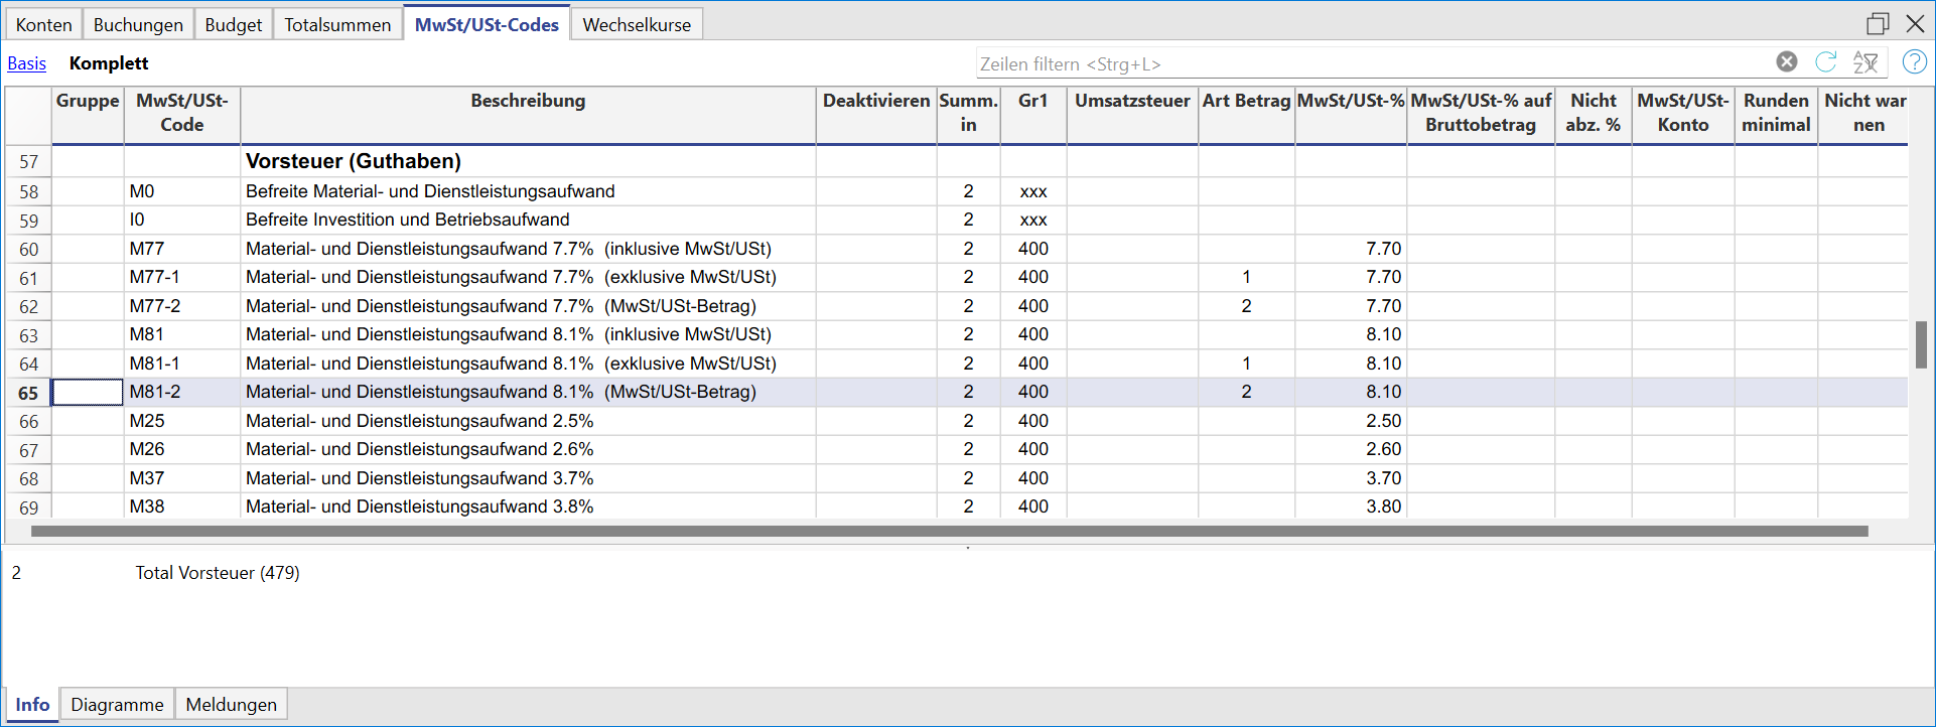 Konten Buchungen Budget Totalsummen MwSt/USt-Codes Wechselkurse
Basis Komplett Zeilen filtern <Strg+L>
Gruppe MwSt/USt-Code Beschreibung Deaktivieren Summ. in Gr1 Umsatzsteuer Art Betrag MwSt/USt-% MwSt/USt-% auf Bruttobetrag Nicht abz. % MwSt/USt-Konto Runden minimal Nicht warnen
57 Vorsteuer (Guthaben)
58 M0 Befreite Material- und Dienstleistungsaufwand 2 xxx
59 I0 Befreite Investition und Betriebsaufwand 2 xxx
60 M77 Material- und Dienstleistungsaufwand 7.7% (inklusive MwSt/USt) 2 400 7.70
61 M77-1 Material- und Dienstleistungsaufwand 7.7% (exklusive MwSt/USt) 2 400 1 7.70
62 M77-2 Material- und Dienstleistungsaufwand 7.7% (MwSt/USt-Betrag) 2 400 2 7.70
63 M81 Material- und Dienstleistungsaufwand 8.1% (inklusive MwSt/USt) 2 400 8.10
64 M81-1 Material- und Dienstleistungsaufwand 8.1% (exklusive MwSt/USt) 2 400 1 8.10
65 M81-2 Material- und Dienstleistungsaufwand 8.1% (MwSt/USt-Betrag) 2 400 2 8.10
66 M25 Material- und Dienstleistungsaufwand 2.5% 2 400 2.50
67 M26 Material- und Dienstleistungsaufwand 2.6% 2 400 2.60
68 M37 Material- und Dienstleistungsaufwand 3.7% 2 400 3.70
69 M38 Material- und Dienstleistungsaufwand 3.8% 2 400 3.80
2 Total Vorsteuer (479)
Info Diagramme Meldungen